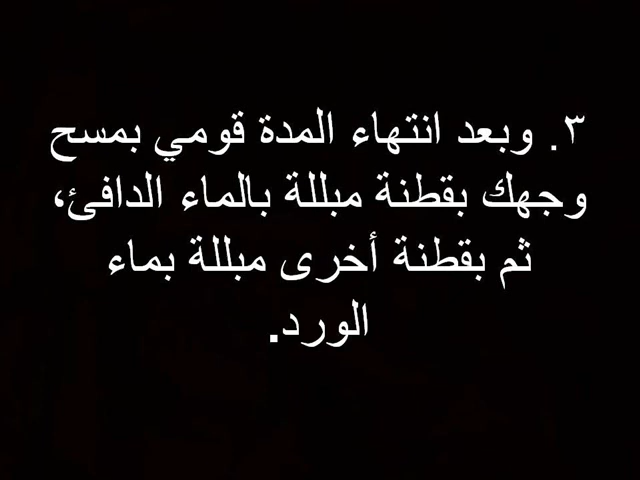 ٣. وبعد انتهاء المدة قومي بمسح
وجهك بقطنة مبللة بالماء الدافئ،
ثم بقطنة أخرى مبللة بماء
الورد.